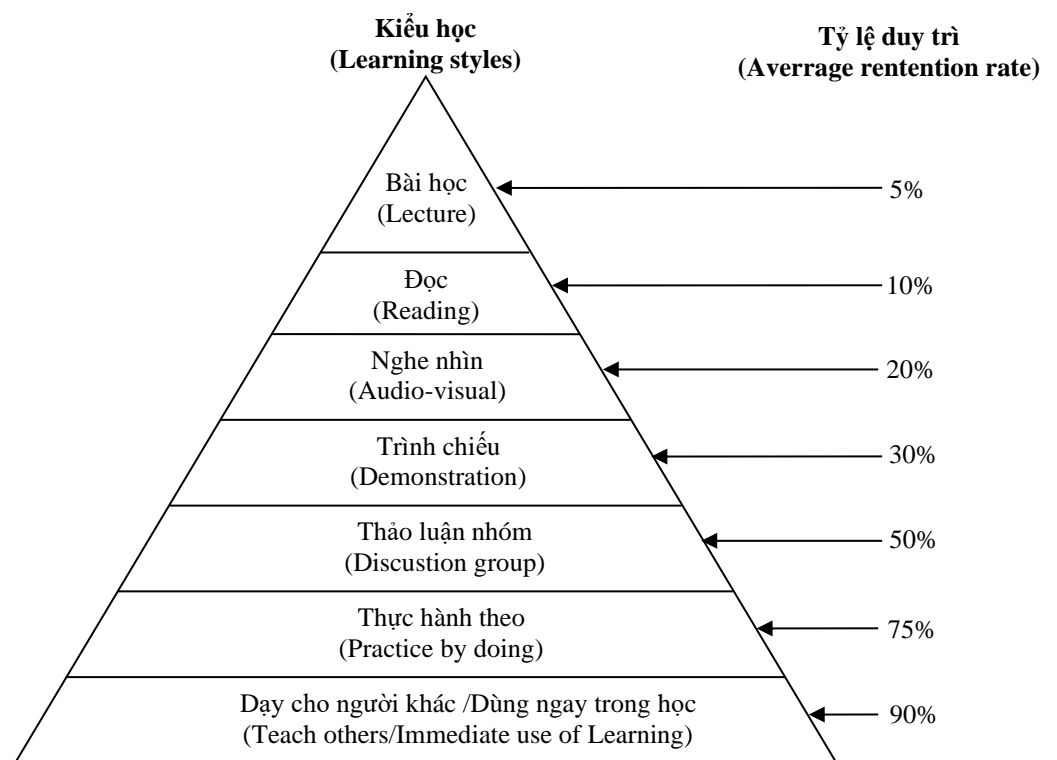 Kiểu học
(Learning styles)
Tỷ lệ duy trì
(Averrage rentention rate)
Bài học
(Lecture)
5%
Đọc
(Reading)
10%
Nghe nhìn
(Audio-visual)
20%
Trình chiếu
(Demonstration)
30%
Thảo luận nhóm
(Discustion group)
50%
Thực hành theo
(Practice by doing)
75%
Dạy cho người khác /Dùng ngay trong học
(Teach others/Immediate use of Learning)
90%